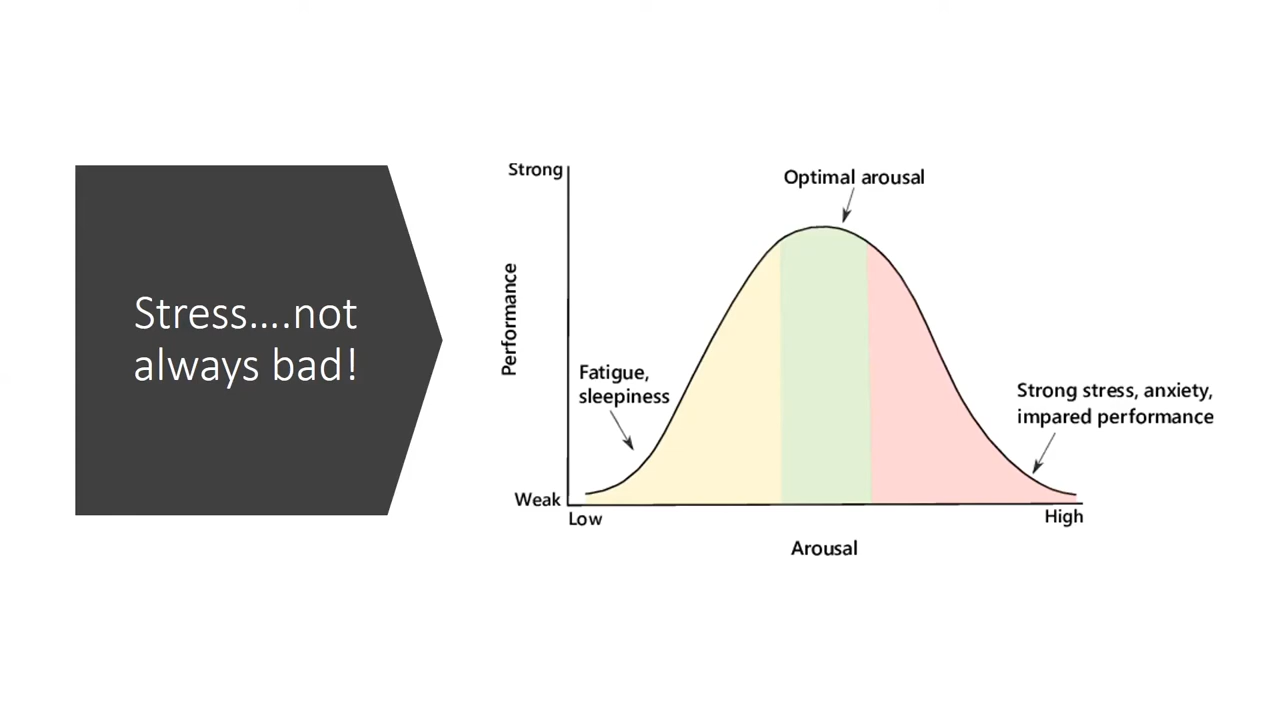 Stress....not
always bad!
Strong
Optimal arousal
Performance
Fatigue,
sleepiness
Strong stress, anxiety,
impared performance
Weak
Low
High
Arousal